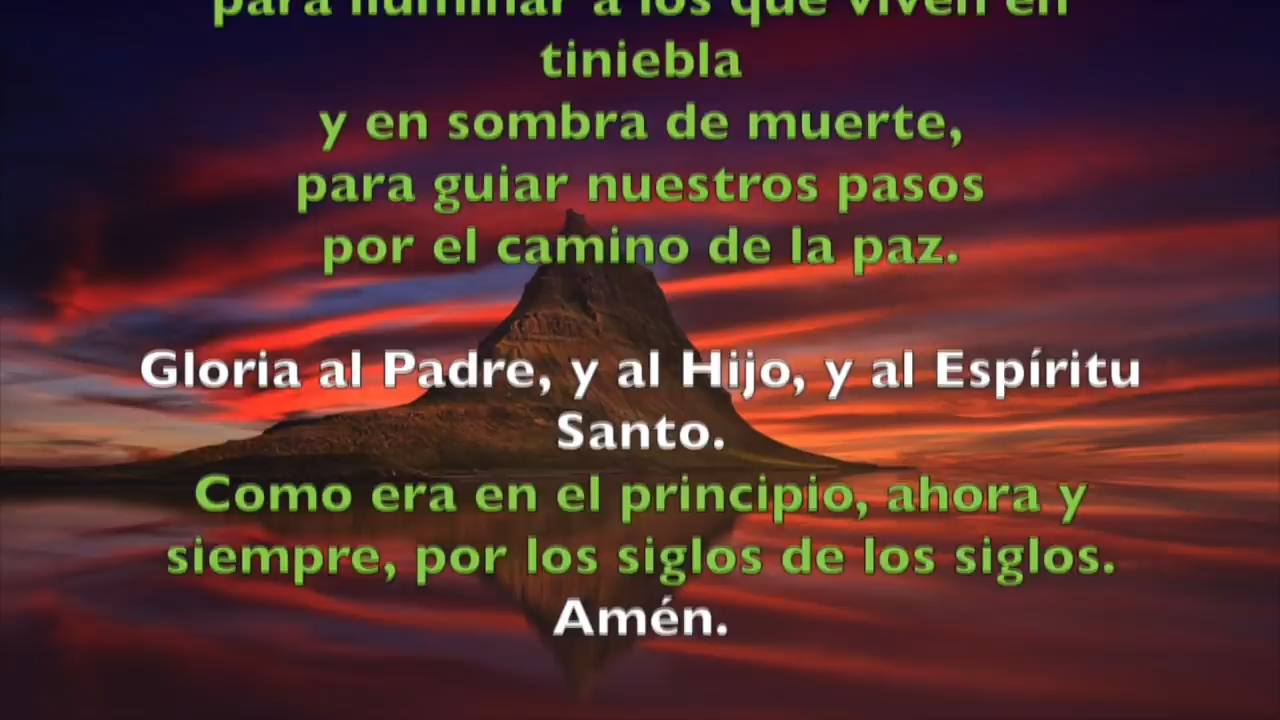 para iluminar a los que viven en
tiniebla
y en sombra de muerte,
para guiar nuestros pasos
por el camino de la paz.
Gloria al Padre, y al Hijo, y al Espíritu
Santo.
Como era en el principio, ahora y
siempre, por los siglos de los siglos.
Amén.